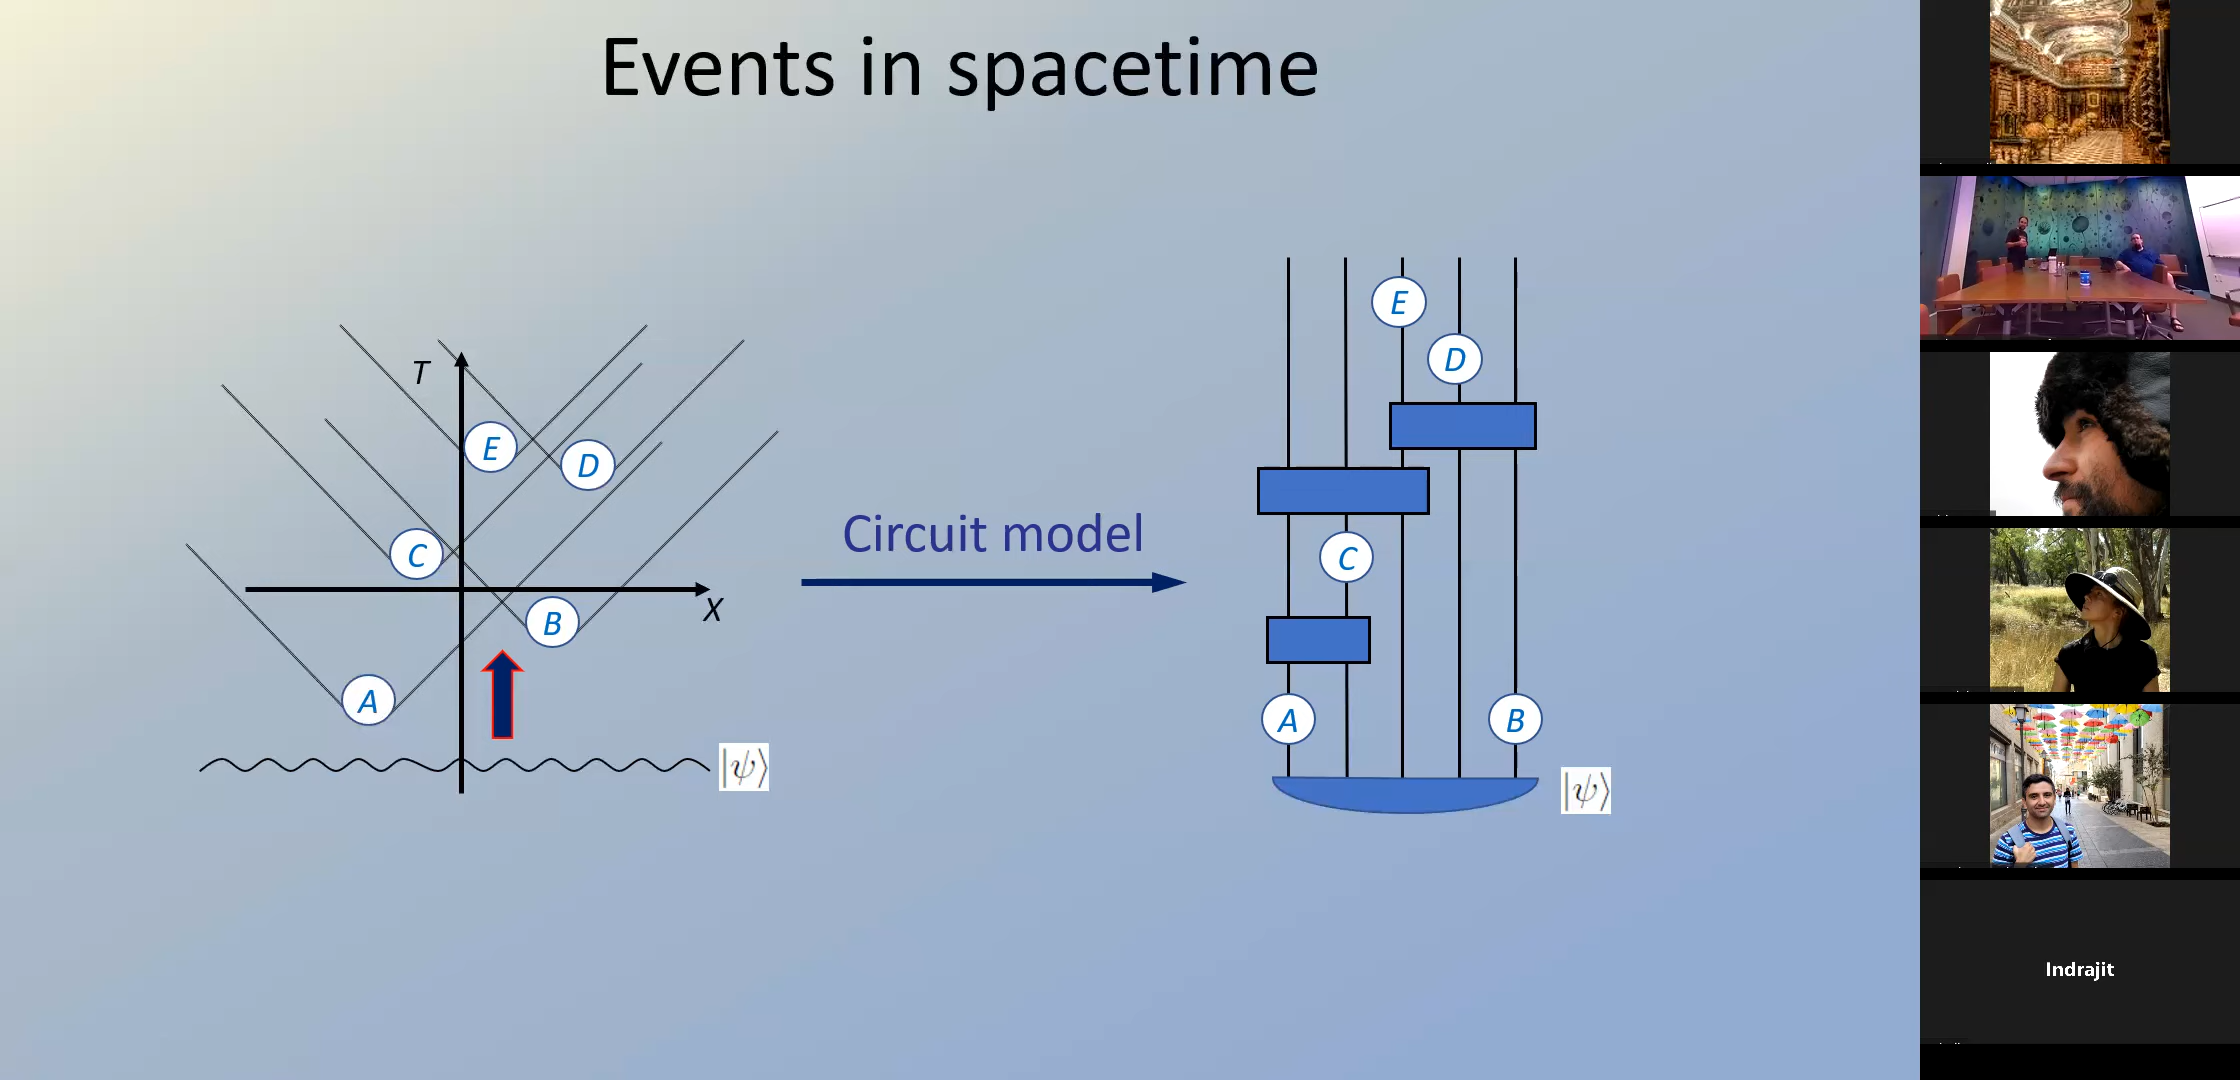 Events in spacetime
T
E
D
C
X
B
A
|ψ⟩
Circuit model
E
D
C
A
B
|ψ⟩
Indrajit